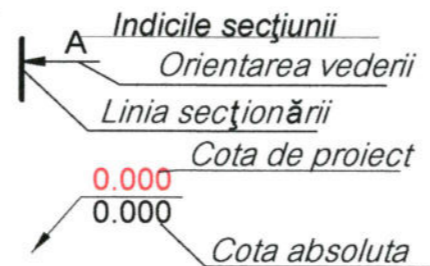 Indicile secţiunii
A
Orientarea vederii
Linia secţionării
Cota de proiect
0.000
0.000
Cota absoluta